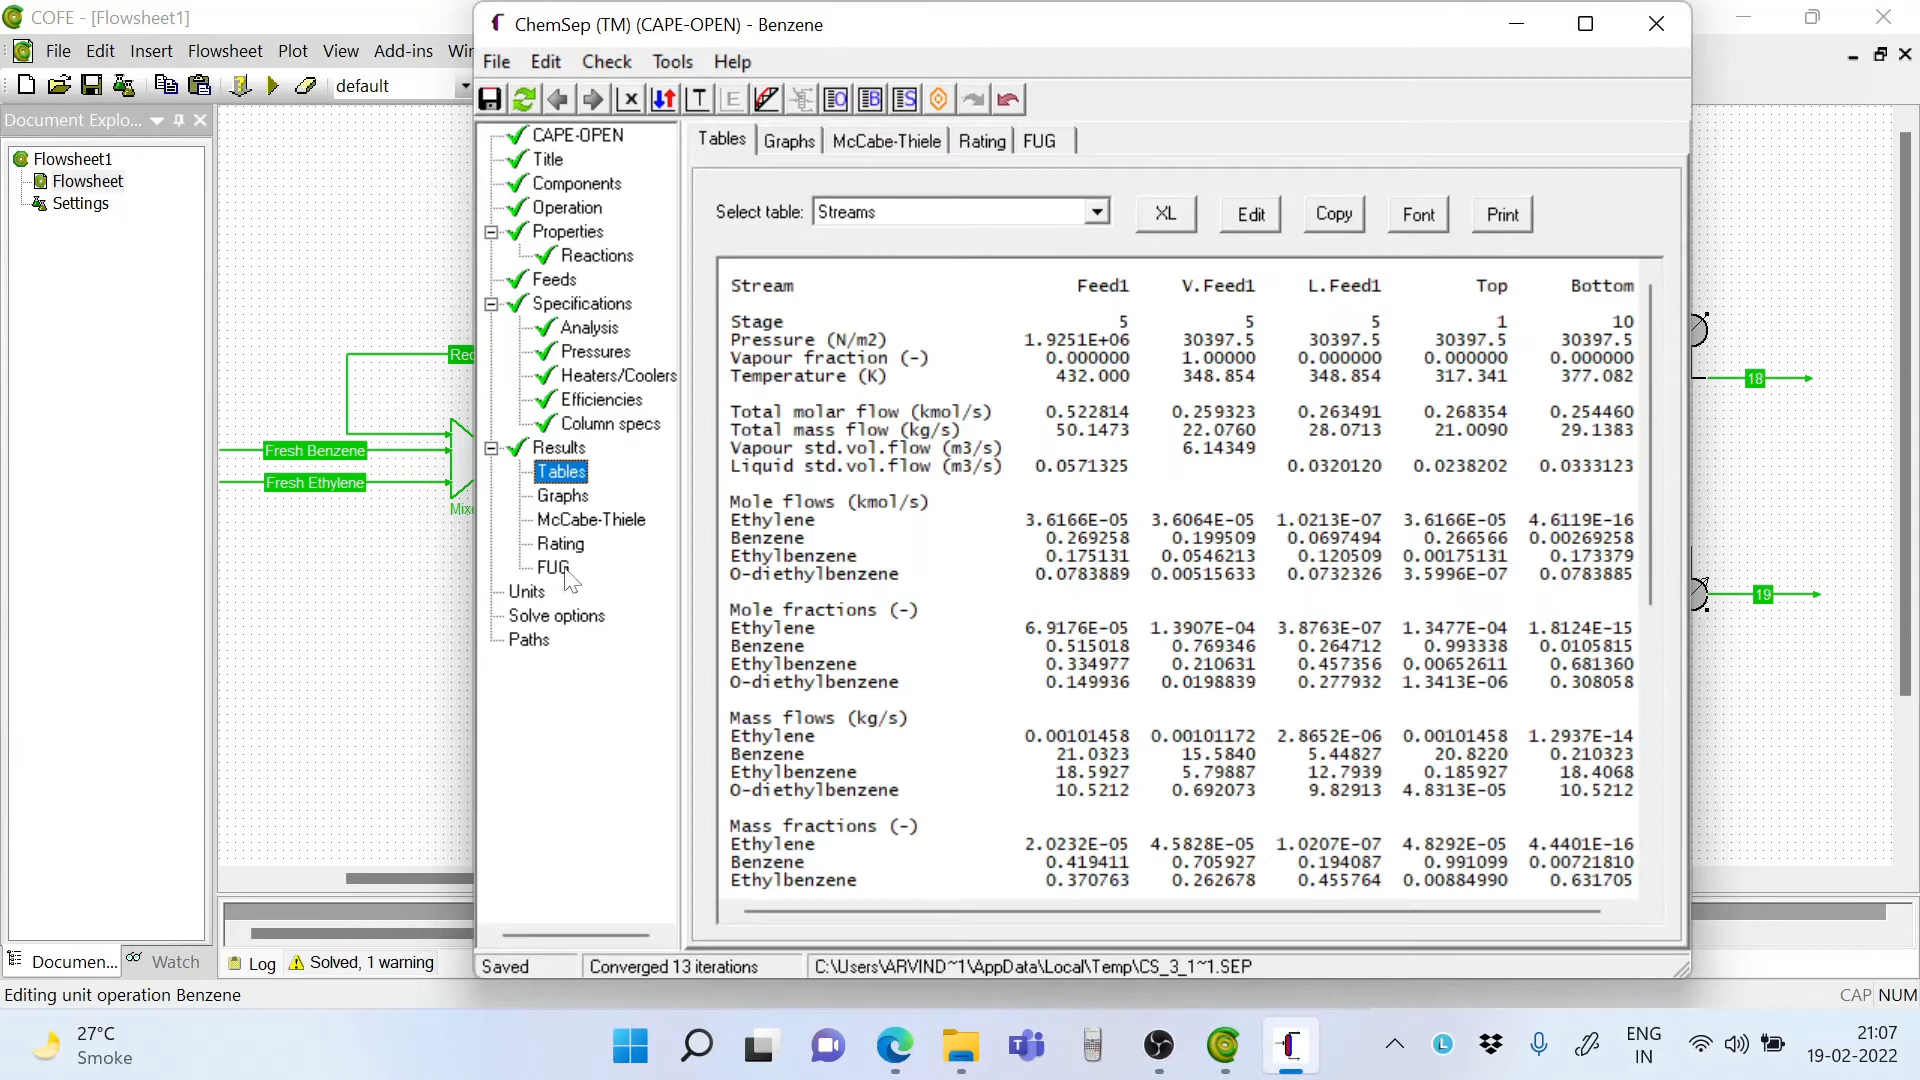 COFE - [Flowsheet1]
File Edit Insert Flowsheet Plot View Add-ins
default
Document Explo...
Flowsheet1
Flowsheet
Settings
Fresh Benzene
Fresh Ethylene
18
19
Documen...
Watch
Log
Solved, 1 warning
Editing unit operation Benzene
CAP NUM
ChemSep (TM) (CAPE-OPEN) - Benzene
File Edit Check Tools Help
CAPE-OPEN
Title
Components
Operation
Properties
Reactions
Feeds
Specifications
Analysis
Pressures
Heaters/Coolers
Efficiencies
Column specs
Results
Tables
Graphs
McCabe-Thiele
Rating
FUG
Units
Solve options
Paths
Tables Graphs McCabe-Thiele Rating FUG
Select table: Streams XL Edit Copy Font Print
Stream Feed1 V.Feed1 L.Feed1 Top Bottom
Stage 5 5 5 1 10
Pressure (N/m2) 1.9251E+06 30397.5 30397.5 30397.5 30397.5
Vapour fraction (-) 0.000000 1.00000 0.000000 0.000000 0.000000
Temperature (K) 432.000 348.854 348.854 317.341 377.082
Total molar flow (kmol/s) 0.522814 0.259323 0.263491 0.268354 0.254460
Total mass flow (kg/s) 50.1473 22.0760 28.0713 21.0090 29.1383
Vapour std.vol.flow (m3/s) 6.14349
Liquid std.vol.flow (m3/s) 0.0571325 0.0320120 0.0238202 0.0333123
Mole flows (kmol/s)
Ethylene 3.6166E-05 3.6064E-05 1.0213E-07 3.6166E-05 4.6119E-16
Benzene 0.269258 0.199509 0.0697494 0.266566 0.00269258
Ethylbenzene 0.175131 0.0546213 0.120509 0.00175131 0.173379
O-diethylbenzene 0.0783889 0.00515633 0.0732326 3.5996E-07 0.0783885
Mole fractions (-)
Ethylene 6.9176E-05 1.3907E-04 3.8763E-07 1.3477E-04 1.8124E-15
Benzene 0.515018 0.769346 0.264712 0.993338 0.0105815
Ethylbenzene 0.334977 0.210631 0.457356 0.00652611 0.681360
O-diethylbenzene 0.149936 0.0198839 0.277932 1.3413E-06 0.308058
Mass flows (kg/s)
Ethylene 0.00101458 0.00101172 2.8652E-06 0.00101458 1.2937E-14
Benzene 21.0323 15.5840 5.44827 20.8220 0.210323
Ethylbenzene 18.5927 5.79887 12.7939 0.185927 18.4068
O-diethylbenzene 10.5212 0.692073 9.82913 4.8313E-05 10.5212
Mass fractions (-)
Ethylene 2.0232E-05 4.5828E-05 1.0207E-07 4.8292E-05 4.4401E-16
Benzene 0.419411 0.705927 0.194087 0.991099 0.00721810
Ethylbenzene 0.370763 0.262678 0.455764 0.00884990 0.631705
Saved Converged 13 iterations C:\Users\ARVIND~1\AppData\Local\Temp\CS_3_1~1.SEP
27°C
Smoke
ENG
IN
21:07
19-02-2022